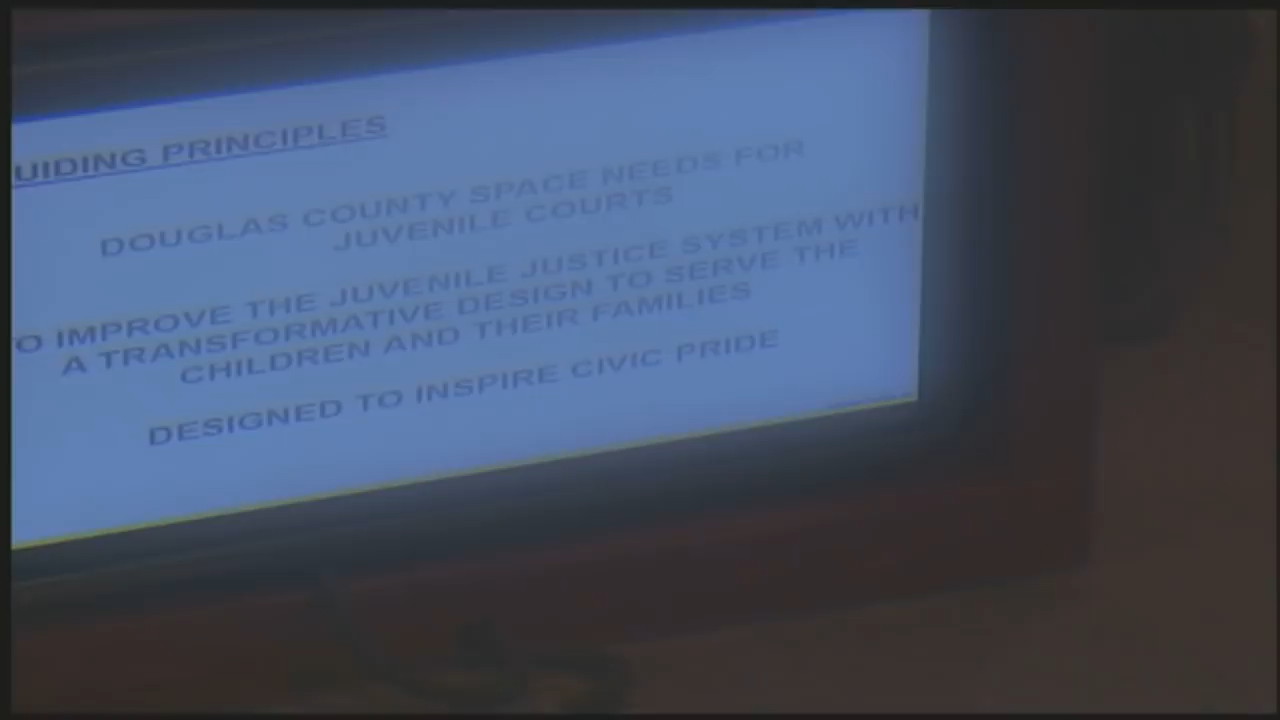 UIDING PRINCIPLES
DOUGLAS COUNTY SPACE NEEDS FOR
JUVENILE COURTS
O IMPROVE THE JUVENILE JUSTICE SYSTEM WITH
A TRANSFORMATIVE DESIGN TO SERVE THE
CHILDREN AND THEIR FAMILIES
DESIGNED TO INSPIRE CIVIC PRIDE